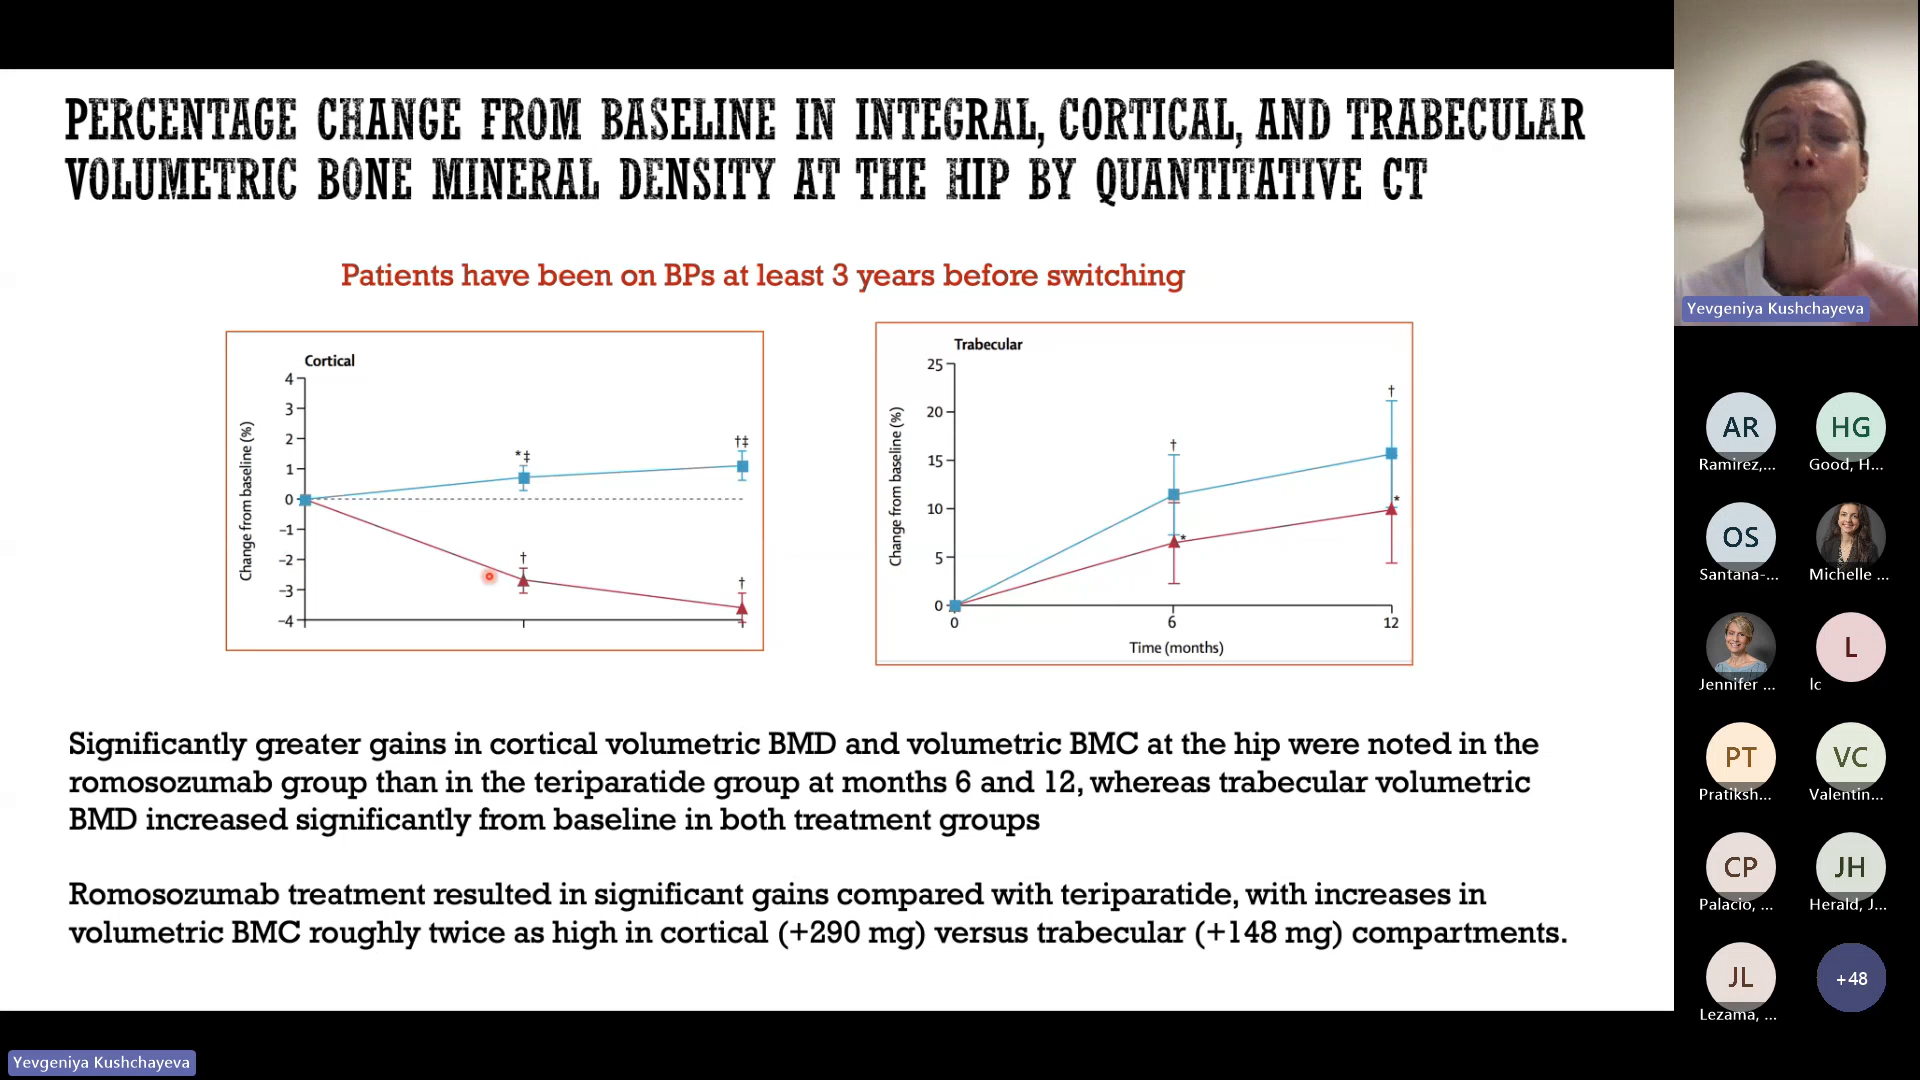 PERCENTAGE CHANGE FROM BASELINE IN INTEGRAL, CORTICAL, AND TRABECULAR
VOLUMETRIC BONE MINERAL DENSITY AT THE HIP BY QUANTITATIVE CT
Patients have been on BPs at least 3 years before switching
Cortical
Change from baseline (%)
4
3
2
1
0
−1
−2
−3
−4
*‡
†‡
†
†
Trabecular
Change from baseline (%)
25
20
15
10
5
0
†
†
*
*
0 6 12
Time (months)
Significantly greater gains in cortical volumetric BMD and volumetric BMC at the hip were noted in the
romosozumab group than in the teriparatide group at months 6 and 12, whereas trabecular volumetric
BMD increased significantly from baseline in both treatment groups
Romosozumab treatment resulted in significant gains compared with teriparatide, with increases in
volumetric BMC roughly twice as high in cortical (+290 mg) versus trabecular (+148 mg) compartments.
Yevgeniya Kushchayeva
Yevgeniya Kushchayeva
AR HG
Ramirez,... Good, H...
OS
Santana-... Michelle ...
L
Jennifer ... lc
PT VC
Pratiksh... Valentin...
CP JH
Palacio, ... Herald, J...
JL +48
Lezama, ...